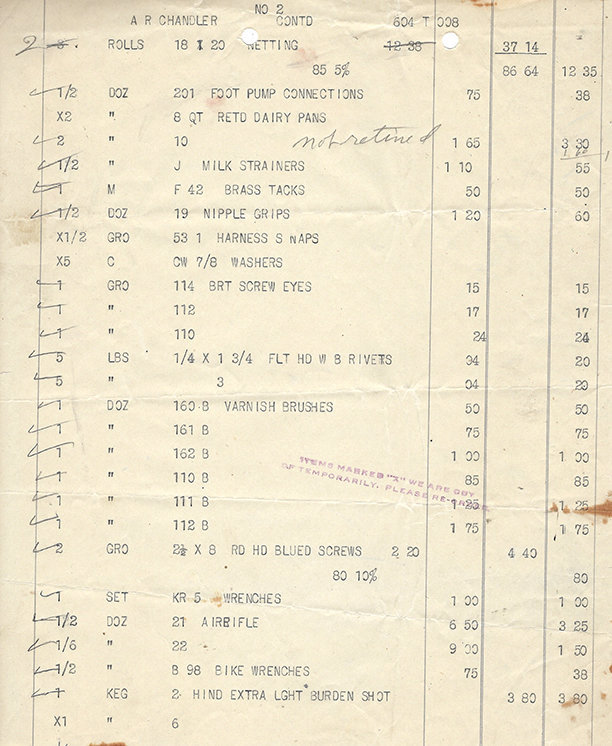 NO 2
A R CHANDLER CONTD 604 T 008
2 3 ROLLS 18 X 20 NETTING 12 38 37 14
85 5% 86 64 12 35
1/2 DOZ 201 FOOT PUMP CONNECTIONS 75 38
X2 " 8 QT RETD DAIRY PANS
2 " 10 not retined 1 65 3 30
1/2 " J MILK STRAINERS 1 10 55
1 M F 42 BRASS TACKS 50 50
1/2 DOZ 19 NIPPLE GRIPS 1 20 60
X1/2 GRO 53 1 HARNESS S NAPS
X5 C CW 7/8 WASHERS
1 GRO 114 BRT SCREW EYES 15 15
1 " 112 17 17
1 " 110 24 24
5 LBS 1/4 X 1 3/4 FLT HD W B RIVETS 04 20
5 " 3 04 20
1 DOZ 160 B VARNISH BRUSHES 50 50
1 " 161 B 75 75
1 " 162 B 1 00 1 00
ITEMS MARKED "X" WE ARE OUT
OF TEMPORARILY. PLEASE RE-ORDER
1 " 110 B 85 85
1 " 111 B 1 25 1 25
1 " 112 B 1 75 1 75
2 GRO 2½ X 8 RD HD BLUED SCREWS 2 20 4 40
80 10% 80
1 SET KR 5 WRENCHES 1 00 1 00
1/2 DOZ 21 AIRRIFLE 6 50 3 25
1/6 " 22 9 00 1 50
1/2 " B 98 BIKE WRENCHES 75 38
1 KEG 2 HIND EXTRA LGHT BURDEN SHOT 3 80 3 80
X1 " 6